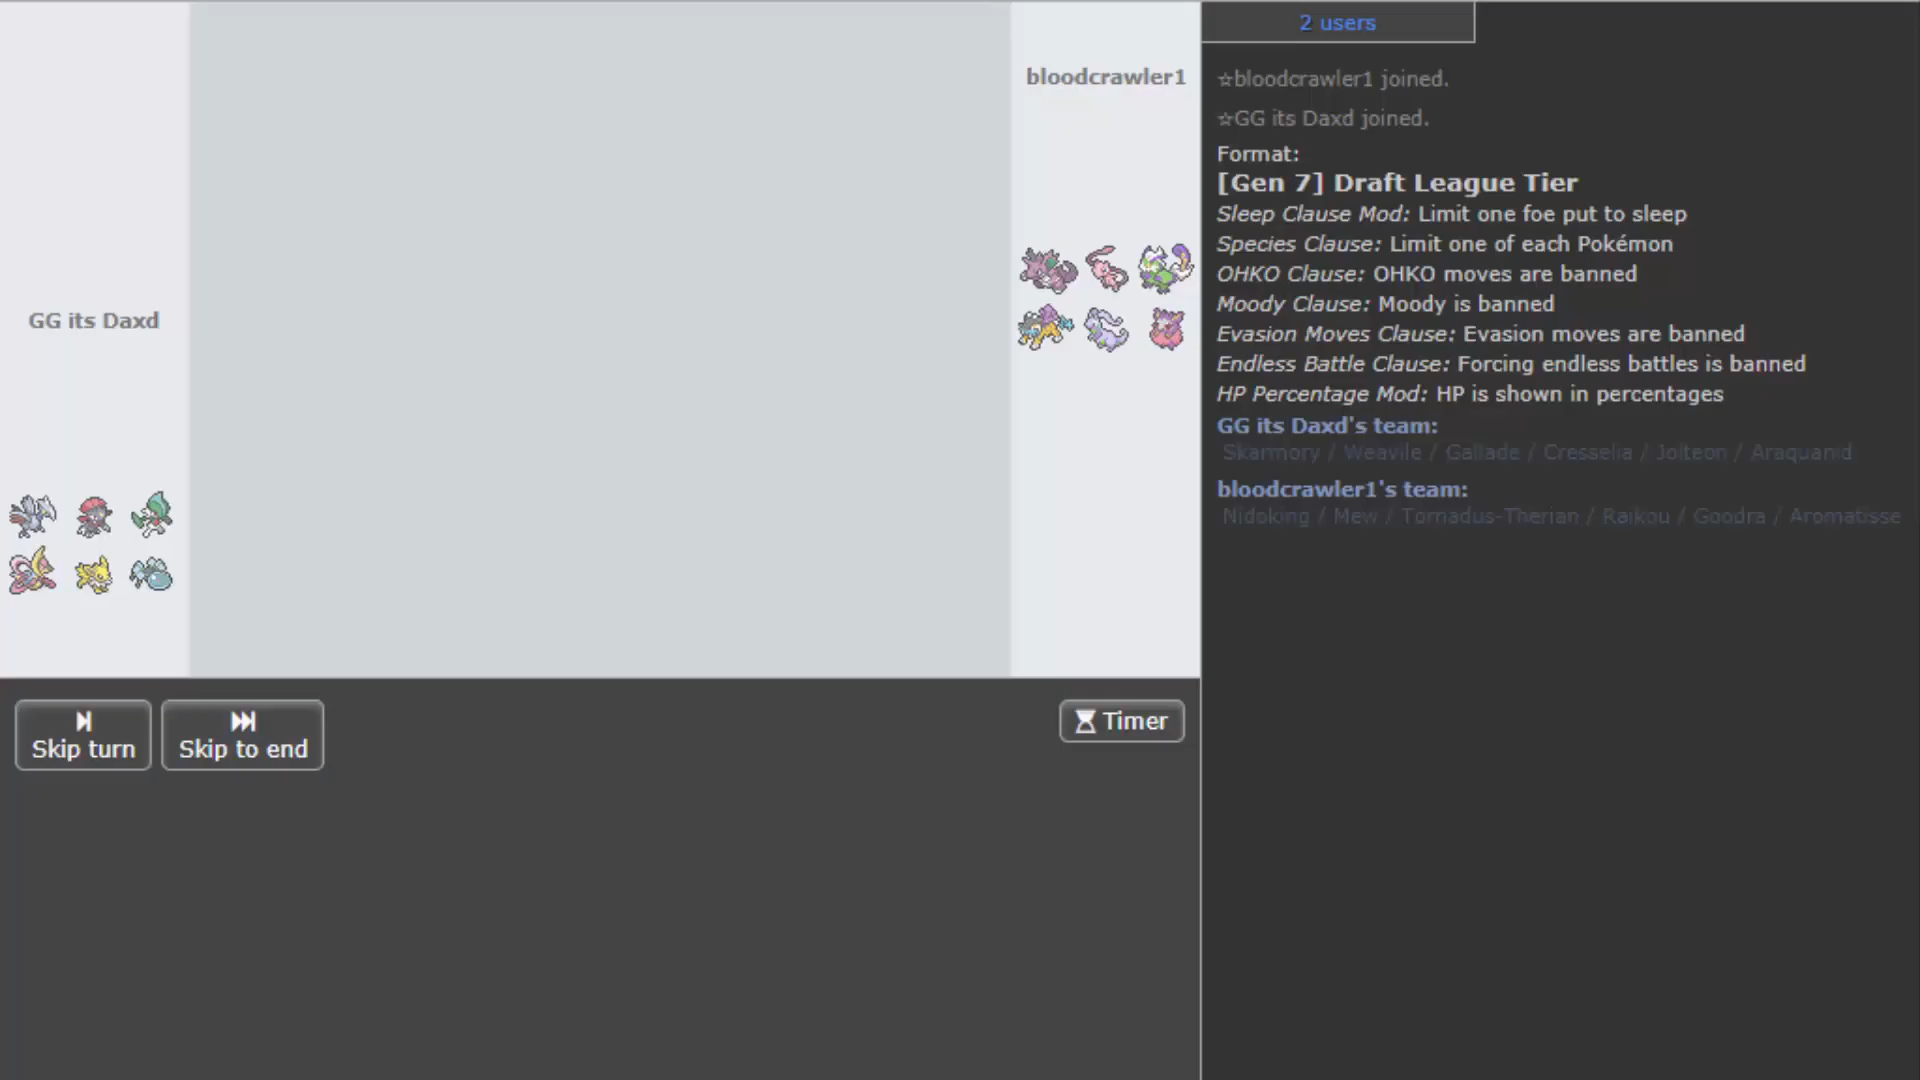 2 users
☆bloodcrawler1 joined.
☆GG its Daxd joined.
Format:
[Gen 7] Draft League Tier
Sleep Clause Mod: Limit one foe put to sleep
Species Clause: Limit one of each Pokémon
OHKO Clause: OHKO moves are banned
Moody Clause: Moody is banned
Evasion Moves Clause: Evasion moves are banned
Endless Battle Clause: Forcing endless battles is banned
HP Percentage Mod: HP is shown in percentages
GG its Daxd's team:
Skarmory / Weavile / Gallade / Cresselia / Jolteon / Araquanid
bloodcrawler1's team:
Nidoking / Mew / Tornadus-Therian / Raikou / Goodra / Aromatisse
bloodcrawler1
GG its Daxd
Skip turn
Skip to end
Timer